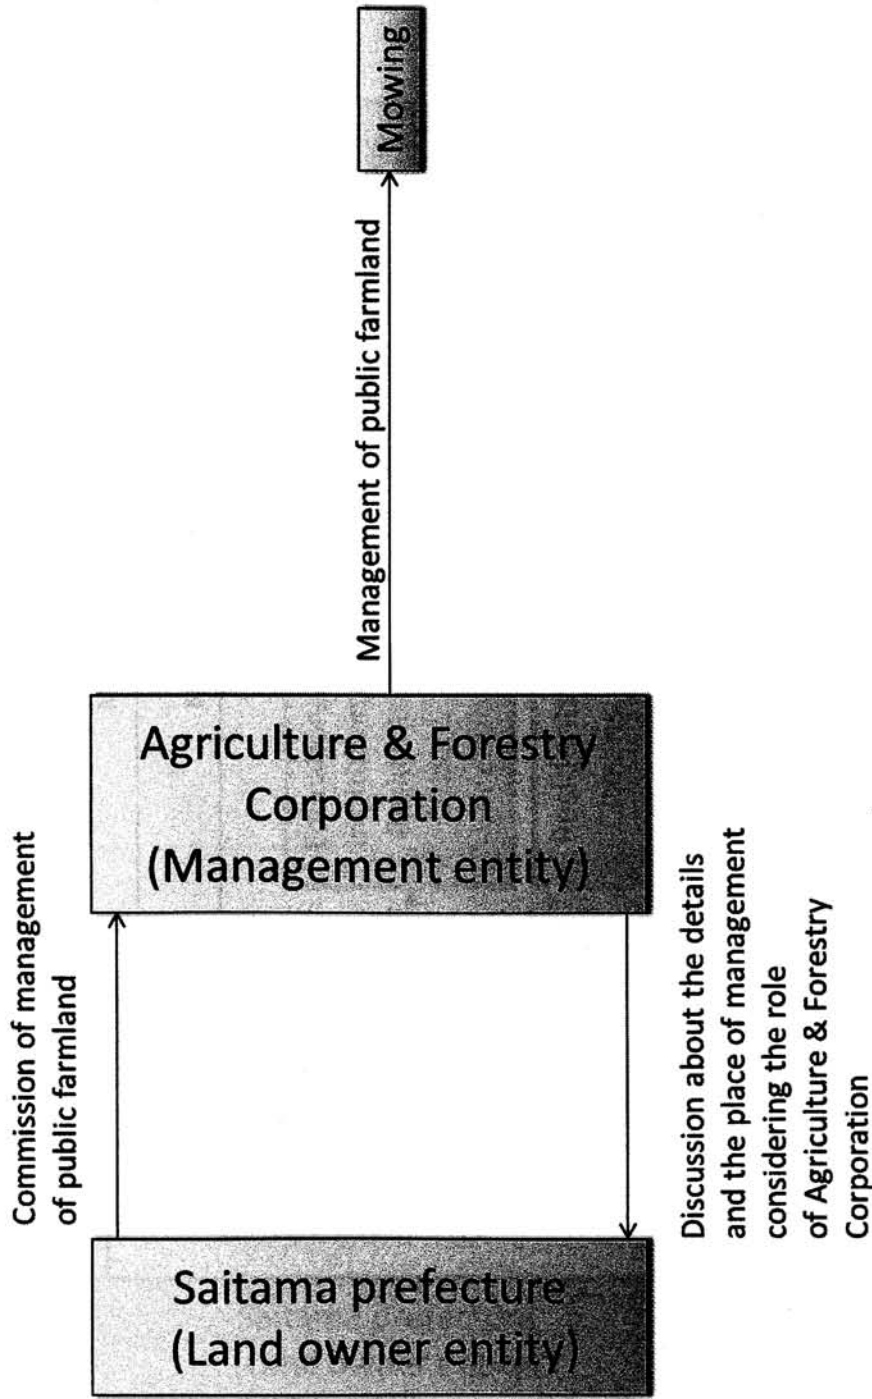 Commission of management
of public farmland
Saitama prefecture
(Land owner entity)
Agriculture & Forestry
Corporation
(Management entity)
Management of public farmland
Mowing
Discussion about the details
and the place of management
considering the role
of Agriculture & Forestry
Corporation